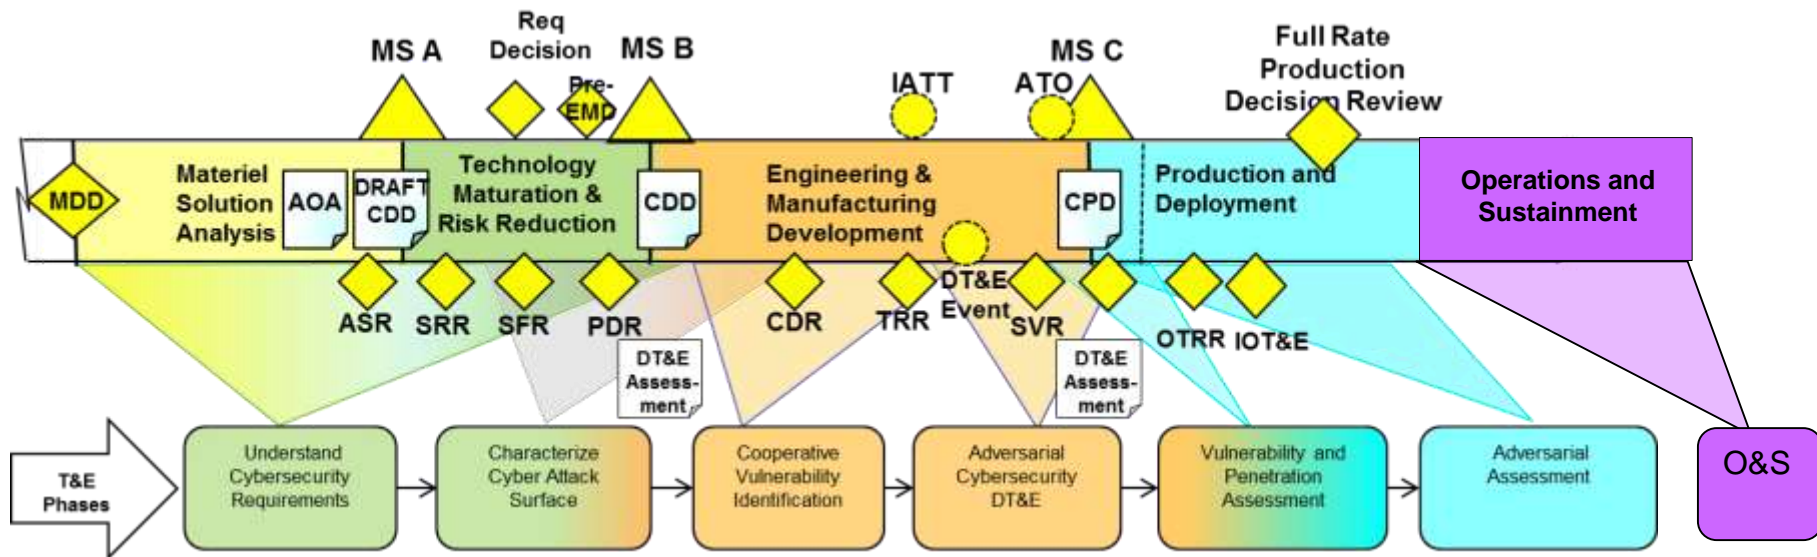 Req
Decision
MS A
MS B
Pre-
EMD
IATT
ATO
MS C
Full Rate
Production
Decision Review
MDD
Materiel
Solution
Analysis
AOA
DRAFT
CDD
Technology
Maturation &
Risk Reduction
CDD
Engineering &
Manufacturing
Development
CPD
Production and
Deployment
Operations and
Sustainment
ASR
SRR
SFR
PDR
CDR
TRR
DT&E
Event
SVR
OTRR
IOT&E
DT&E
Assess-
ment
DT&E
Assess-
ment
T&E
Phases
Understand
Cybersecurity
Requirements
Characterize
Cyber Attack
Surface
Cooperative
Vulnerability
Identification
Adversarial
Cybersecurity
DT&E
Vulnerability and
Penetration
Assessment
Adversarial
Assessment
O&S